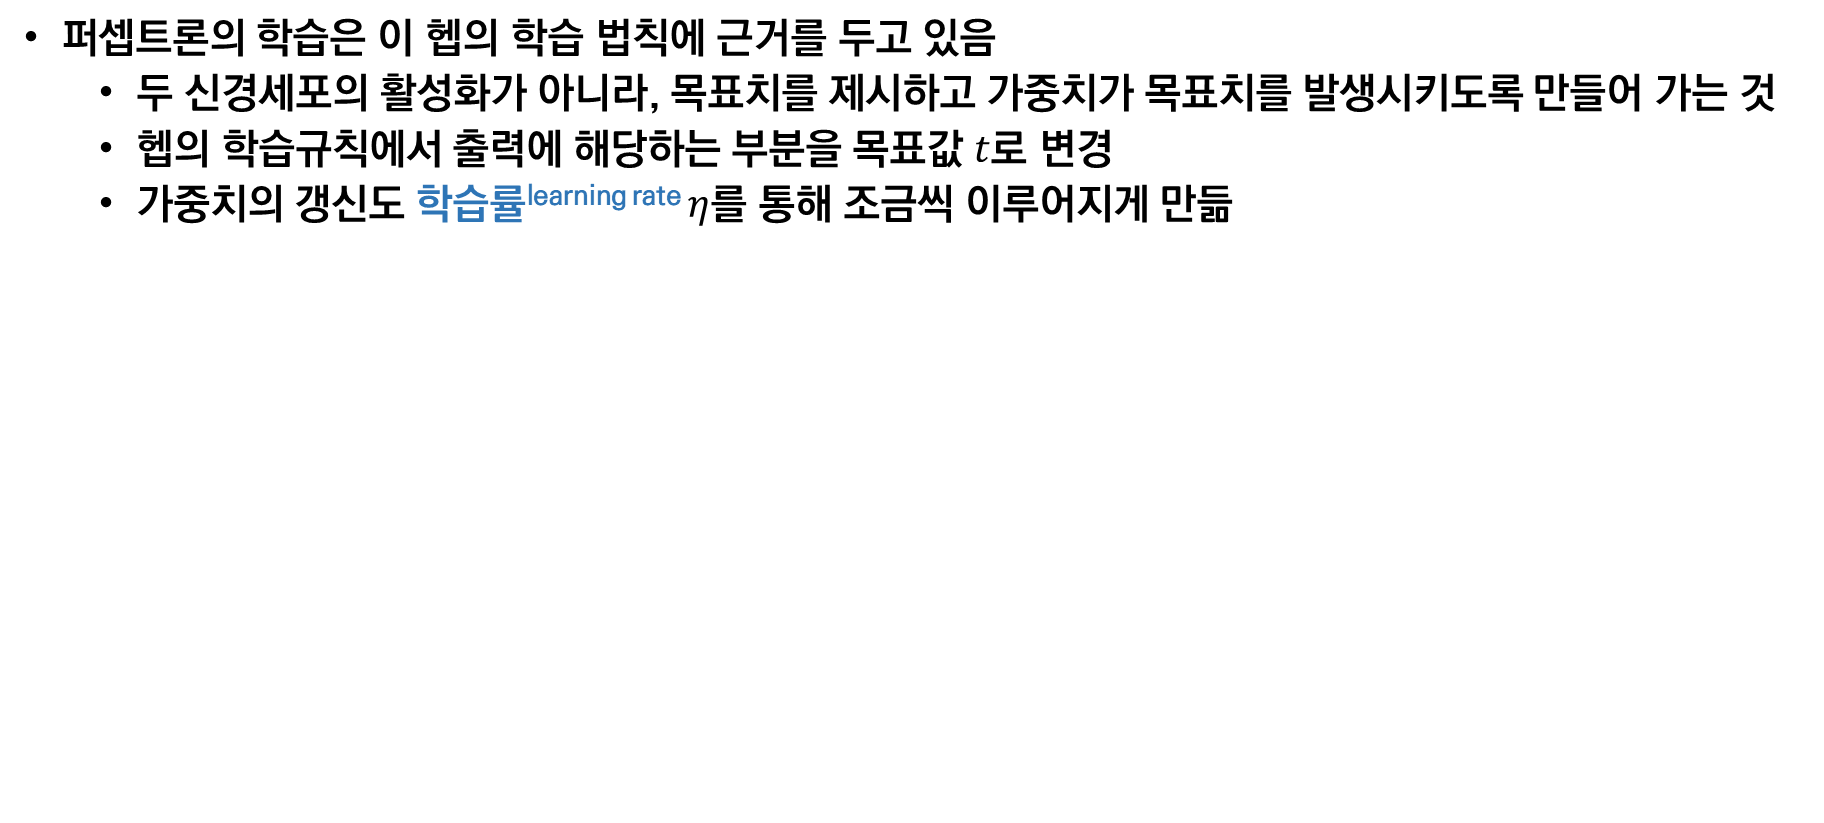 • 퍼셉트론의 학습은 이 헵의 학습 법칙에 근거를 두고 있음
• 두 신경세포의 활성화가 아니라, 목표치를 제시하고 가중치가 목표치를 발생시키도록 만들어 가는 것
• 헵의 학습규칙에서 출력에 해당하는 부분을 목표값 t로 변경
• 가중치의 갱신도 학습률learning rate η를 통해 조금씩 이루어지게 만듦